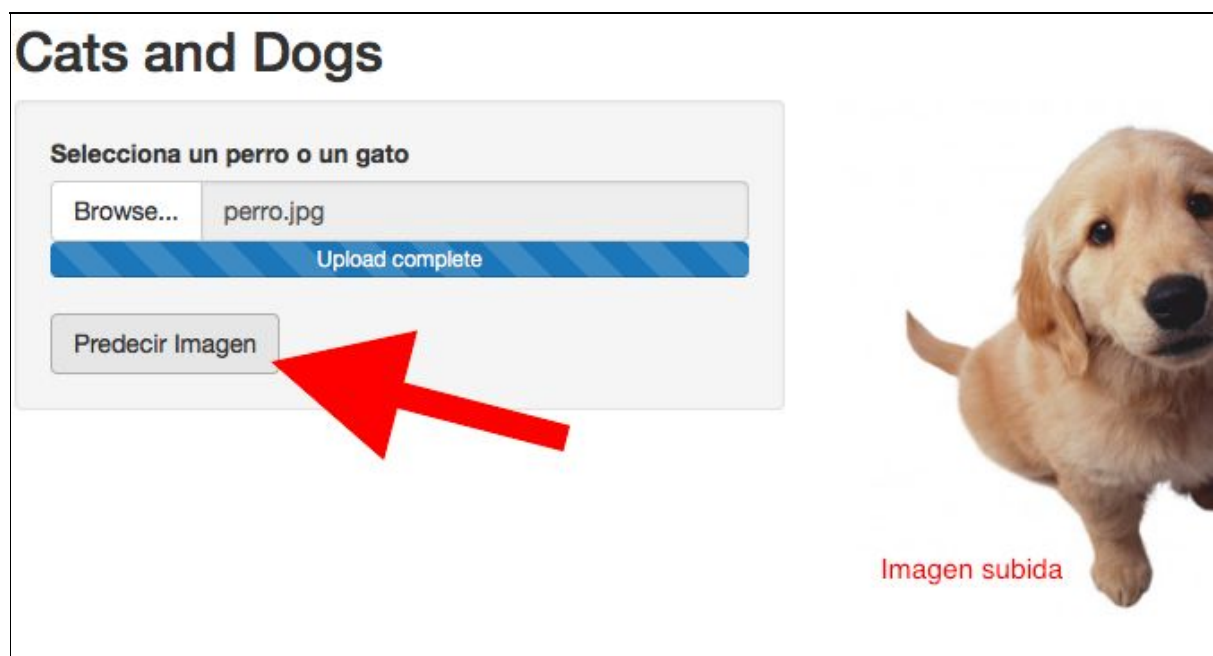 Cats and Dogs
Selecciona un perro o un gato
Browse... perro.jpg
Upload complete
Predecir Imagen
Imagen subida